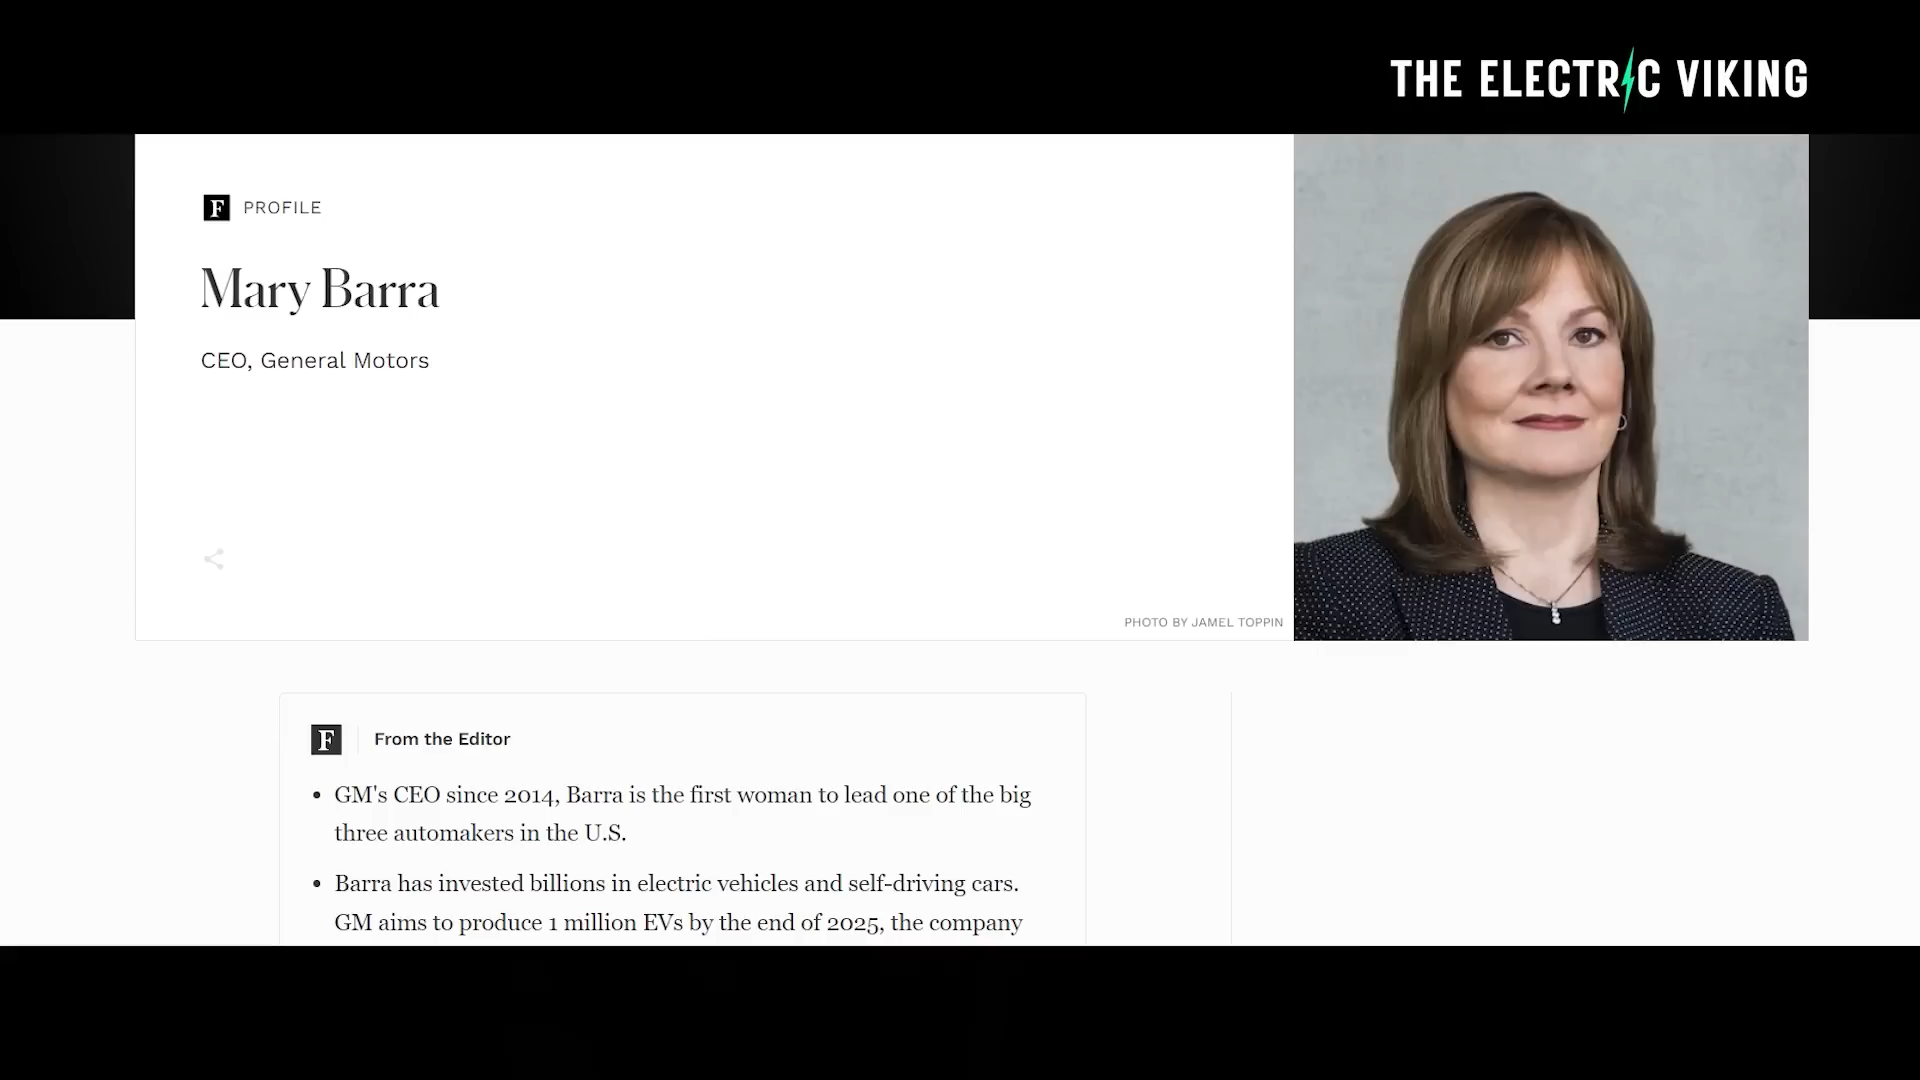 THE ELECTRIC VIKING
F PROFILE
Mary Barra
CEO, General Motors
PHOTO BY JAMEL TOPPIN
F From the Editor
• GM's CEO since 2014, Barra is the first woman to lead one of the big
three automakers in the U.S.
• Barra has invested billions in electric vehicles and self-driving cars.
GM aims to produce 1 million EVs by the end of 2025, the company